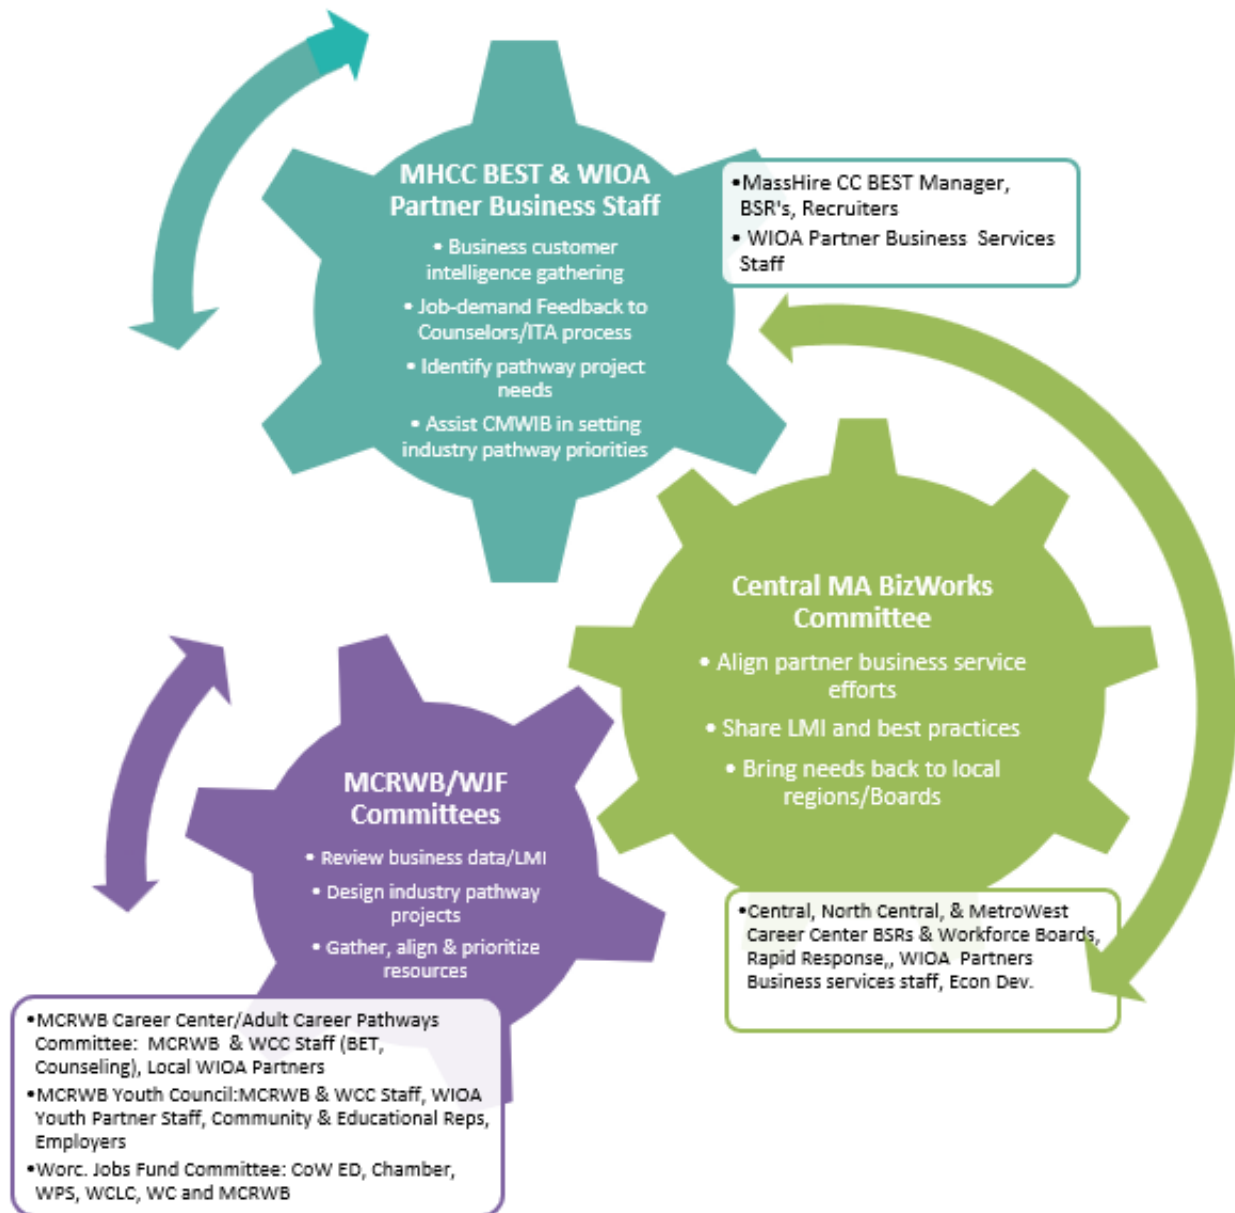 MHCC BEST & WIOA
Partner Business Staff
• Business customer
intelligence gathering
• Job-demand Feedback to
Counselors/ITA process
• Identify pathway project
needs
• Assist CMWIB in setting
industry pathway priorities
•MassHire CC BEST Manager,
BSR's, Recruiters
• WIOA Partner Business Services
Staff
Central MA BizWorks
Committee
• Align partner business service
efforts
• Share LMI and best practices
• Bring needs back to local
regions/Boards
•Central, North Central, & MetroWest
Career Center BSRs & Workforce Boards,
Rapid Response,, WIOA Partners
Business services staff, Econ Dev.
MCRWB/WJF
Committees
• Review business data/LMI
• Design industry pathway
projects
• Gather, align & prioritize
resources
•MCRWB Career Center/Adult Career Pathways
Committee: MCRWB & WCC Staff (BET,
Counseling), Local WIOA Partners
•MCRWB Youth Council:MCRWB & WCC Staff, WIOA
Youth Partner Staff, Community & Educational Reps,
Employers
•Worc. Jobs Fund Committee: CoW ED, Chamber,
WPS, WCLC, WC and MCRWB